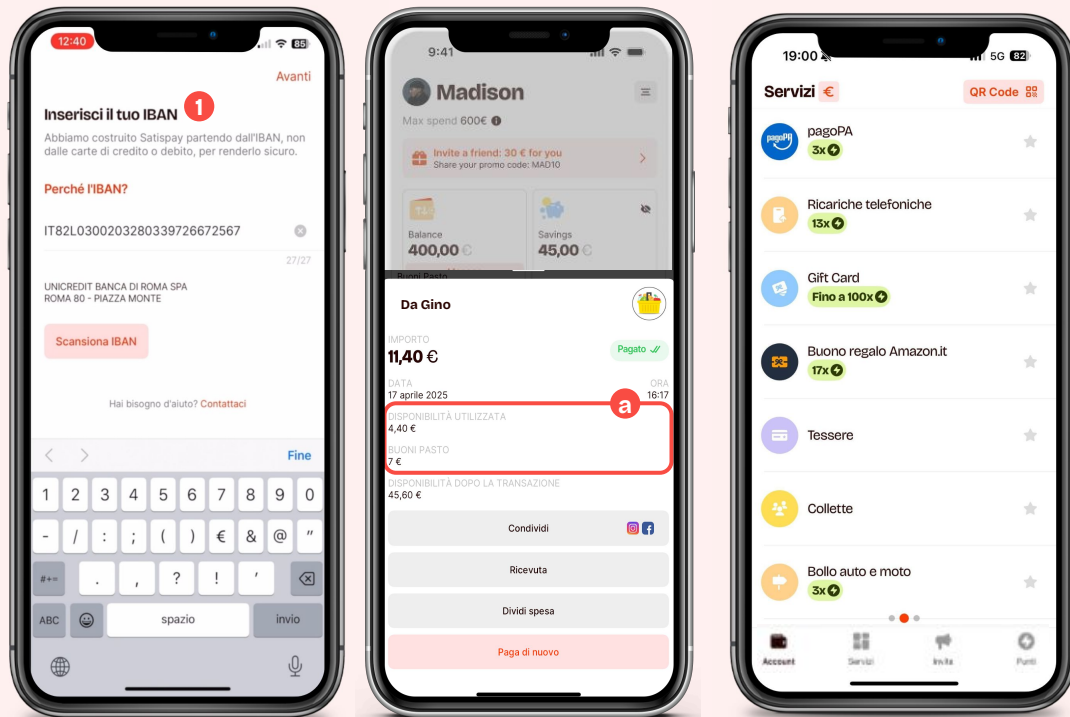 12:40
85
Avanti
Inserisci il tuo IBAN
1
Abbiamo costruito Satispay partendo dall'IBAN, non
dalle carte di credito o debito, per renderlo sicuro.
Perché l'IBAN?
IT82L0300203280339726672567
27/27
UNICREDIT BANCA DI ROMA SPA
ROMA 80 - PIAZZA MONTE
Scansiona IBAN
Hai bisogno d'aiuto? Contattaci
Fine
1 2 3 4 5 6 7 8 9 0
- / : ; ( ) € & @ "
#+= . , ? ! '
ABC spazio invio
9:41
Madison
Max spend 600€
Invite a friend: 30 € for you
Share your promo code: MAD10
Balance
400,00 €
Savings
45,00 €
Buoni Pasto
Da Gino
IMPORTO
11,40 €
Pagato
DATA
17 aprile 2025
ORA
16:17
a
DISPONIBILITÀ UTILIZZATA
4,40 €
BUONI PASTO
7 €
DISPONIBILITÀ DOPO LA TRANSAZIONE
45,60 €
Condividi
Ricevuta
Dividi spesa
Paga di nuovo
19:00
5G 82
Servizi €
QR Code
pagoPA
pagoPA
3x
Ricariche telefoniche
13x
Gift Card
Fino a 100x
Buono regalo Amazon.it
17x
Tessere
Collette
Bollo auto e moto
3x
Account Servizi Invita Punti